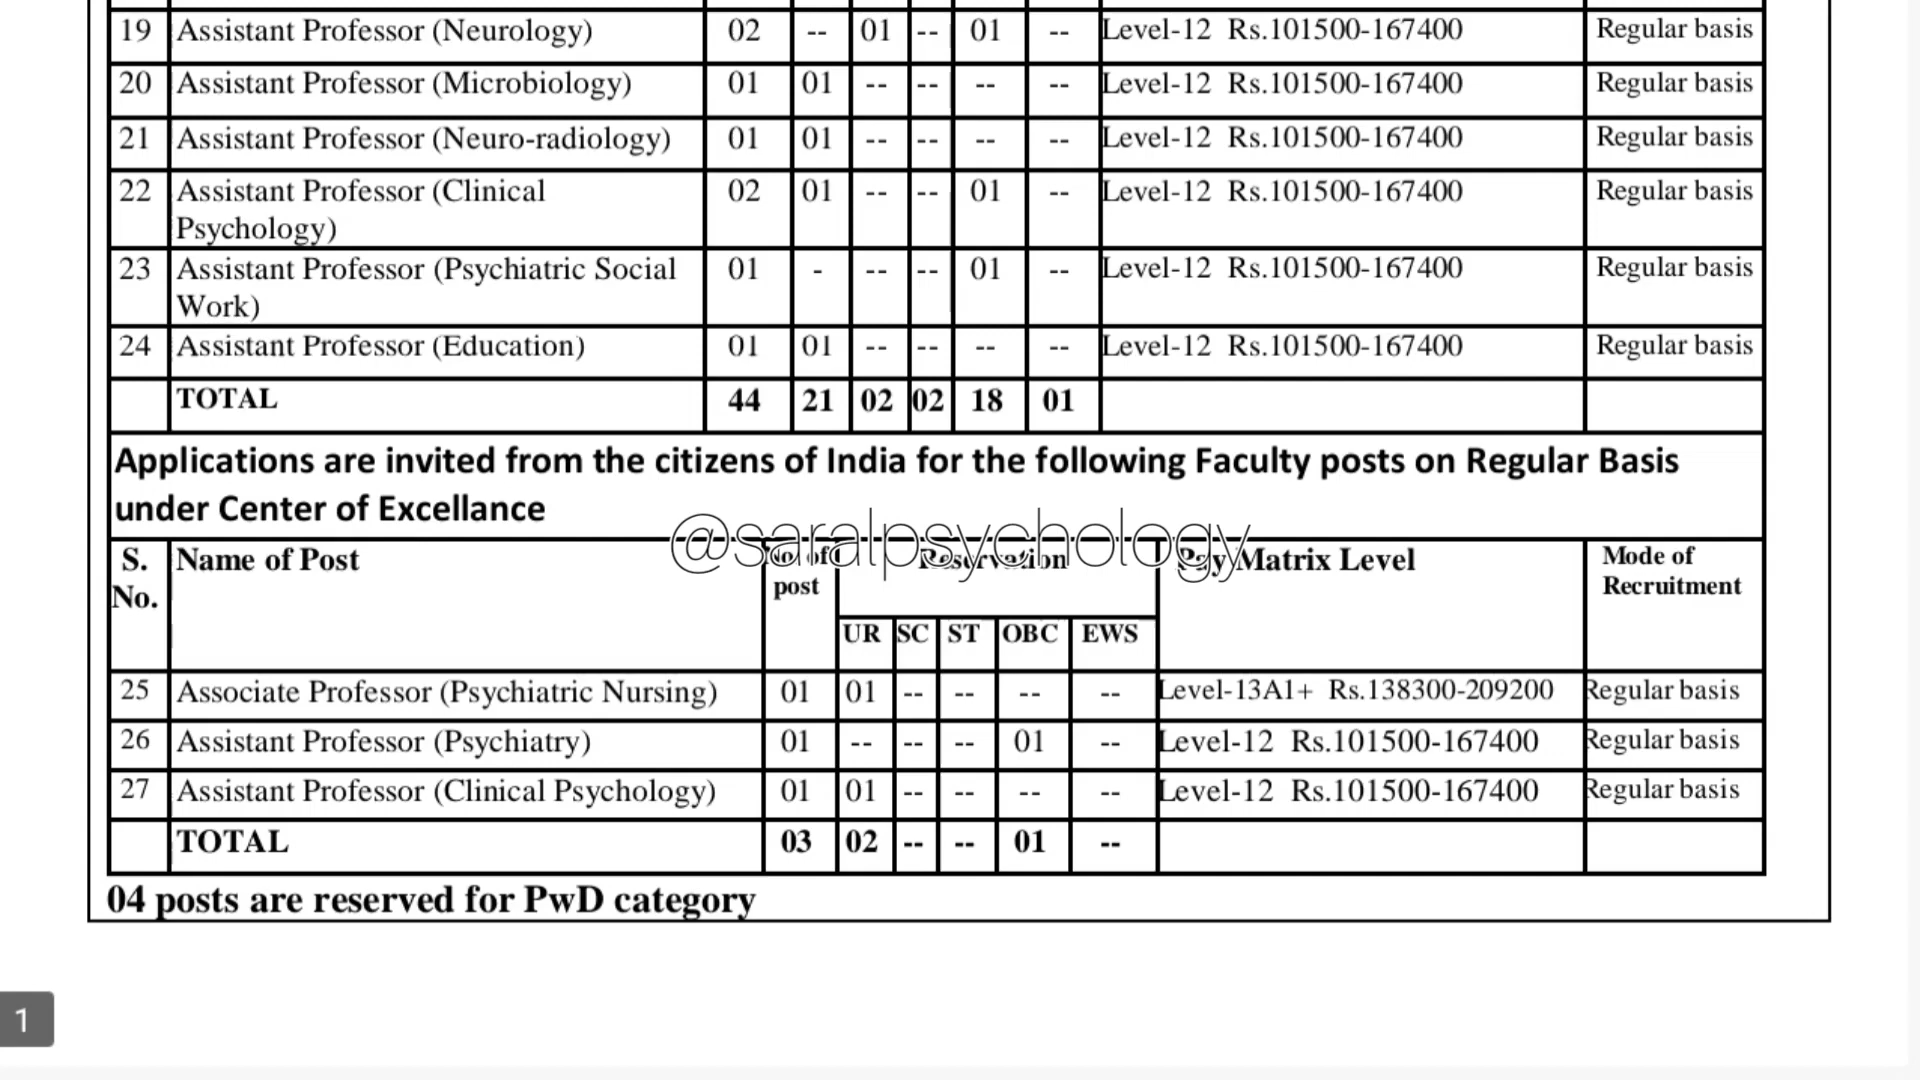 19 Assistant Professor (Neurology) 02 -- 01 -- 01 -- Level-12 Rs.101500-167400 Regular basis
20 Assistant Professor (Microbiology) 01 01 -- -- -- -- Level-12 Rs.101500-167400 Regular basis
21 Assistant Professor (Neuro-radiology) 01 01 -- -- -- -- Level-12 Rs.101500-167400 Regular basis
22 Assistant Professor (Clinical 02 01 -- -- 01 -- Level-12 Rs.101500-167400 Regular basis
Psychology)
23 Assistant Professor (Psychiatric Social 01 - -- -- 01 -- Level-12 Rs.101500-167400 Regular basis
Work)
24 Assistant Professor (Education) 01 01 -- -- -- -- Level-12 Rs.101500-167400 Regular basis
TOTAL 44 21 02 02 18 01
Applications are invited from the citizens of India for the following Faculty posts on Regular Basis
under Center of Excellance
@saralpsychology
S. Name of Post No. of Reservation Pay Matrix Level Mode of
No. post Recruitment
UR SC ST OBC EWS
25 Associate Professor (Psychiatric Nursing) 01 01 -- -- -- -- Level-13A1+ Rs.138300-209200 Regular basis
26 Assistant Professor (Psychiatry) 01 -- -- -- 01 -- Level-12 Rs.101500-167400 Regular basis
27 Assistant Professor (Clinical Psychology) 01 01 -- -- -- -- Level-12 Rs.101500-167400 Regular basis
TOTAL 03 02 -- -- 01 --
04 posts are reserved for PwD category
1